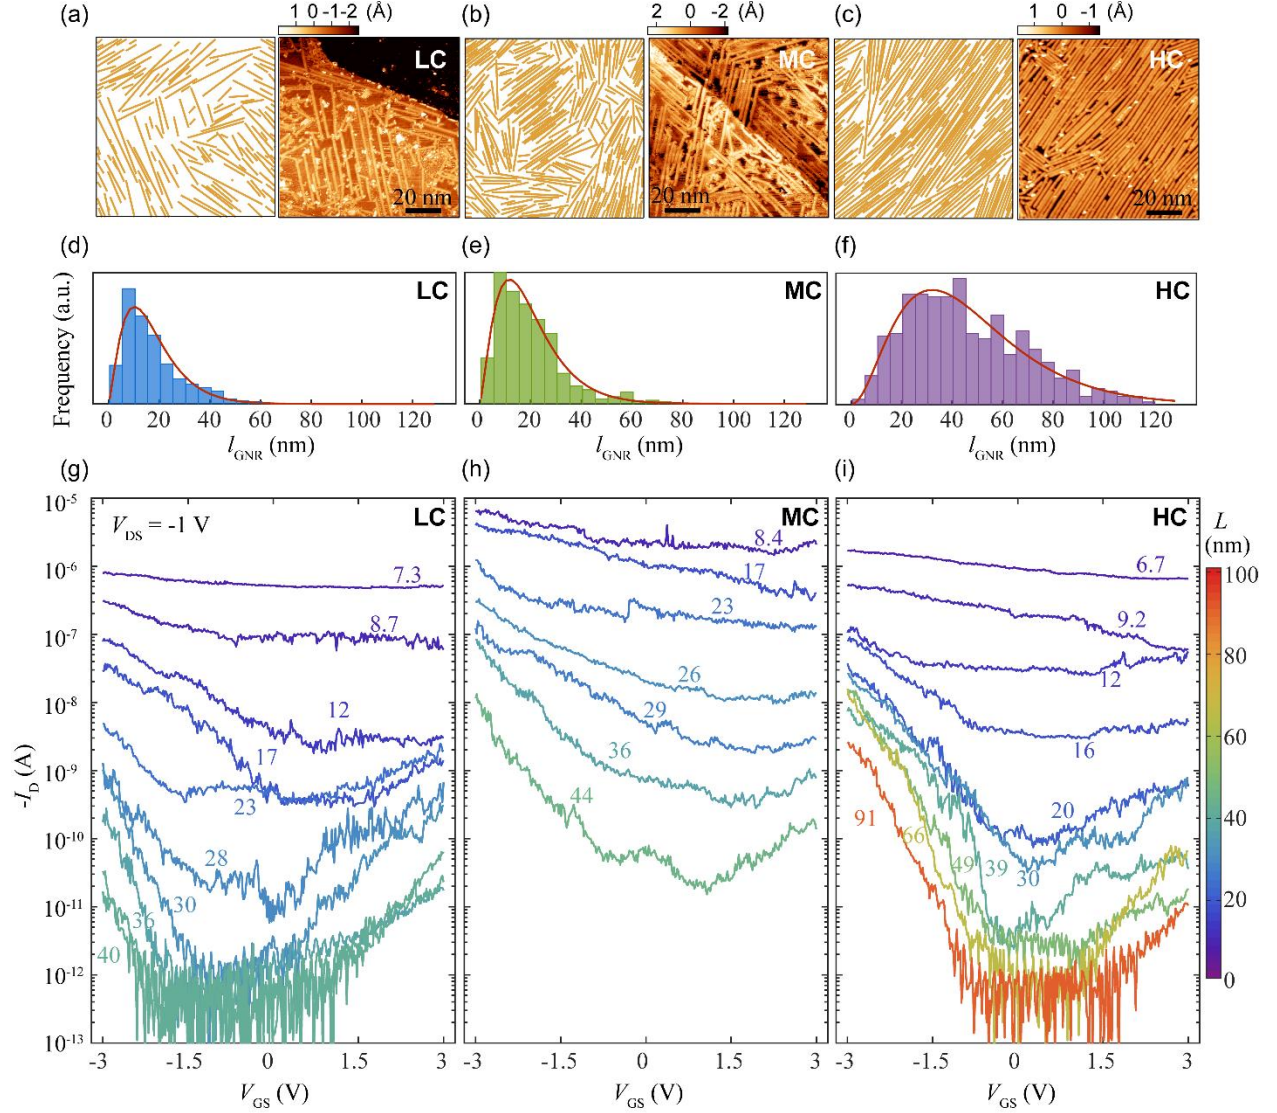 (a)
1 0 -1 -2 (Å)
LC
20 nm
(b)
2 0 -2 (Å)
MC
20 nm
(c)
1 0 -1 (Å)
HC
20 nm
(d)
Frequency (a.u.)
LC
0 20 40 60 80 100 120
lGNR (nm)
(e)
MC
0 20 40 60 80 100 120
lGNR (nm)
(f)
HC
0 20 40 60 80 100 120
lGNR (nm)
(g)
-ID (A)
10-5
10-6
10-7
10-8
10-9
10-10
10-11
10-12
10-13
VDS = -1 V
LC
7.3
8.7
12
17
23
28
30
36
40
-3 -1.5 0 1.5 3
VGS (V)
(h)
MC
8.4
17
23
26
29
36
44
-3 -1.5 0 1.5 3
VGS (V)
(i)
HC
6.7
9.2
12
16
20
30
39
49
66
91
-3 -1.5 0 1.5 3
VGS (V)
L
(nm)
100
80
60
40
20
0